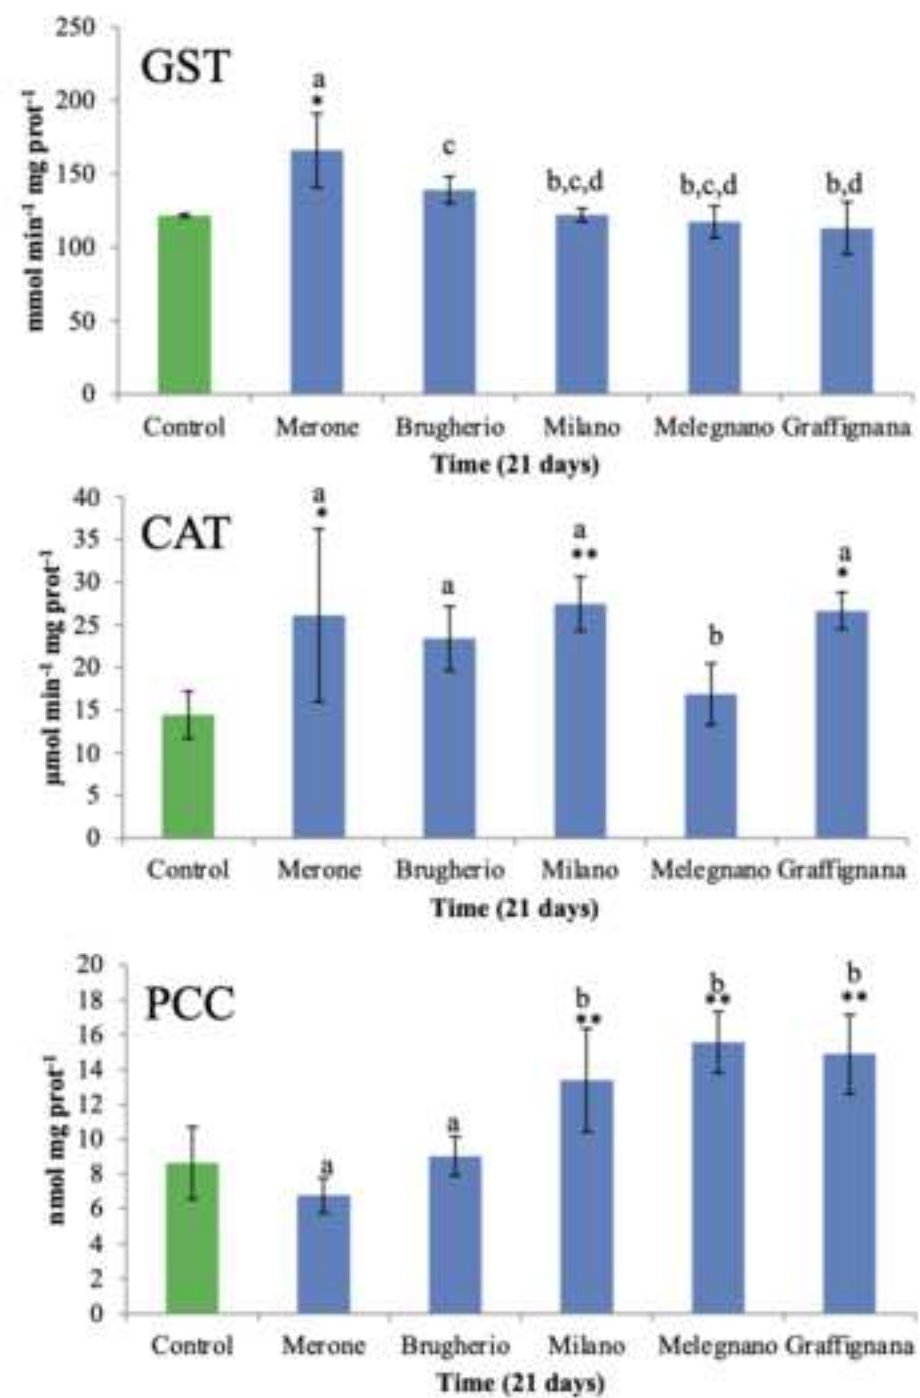 250
GST
a
*
200
c
150
b,c,d
b,c,d
b,d
100
50
0
mmol min⁻¹ mg prot⁻¹
Control Merone Brugherio Milano Melegnano Graffignana
Time (21 days)
40
CAT
a
*
a
a
**
b
a
*
35
30
25
20
15
10
5
0
µmol min⁻¹ mg prot⁻¹
Control Merone Brugherio Milano Melegnano Graffignana
Time (21 days)
20
PCC
a
a
b
**
b
**
b
**
18
16
14
12
10
8
6
4
2
0
nmol mg prot⁻¹
Control Merone Brugherio Milano Melegnano Graffignana
Time (21 days)